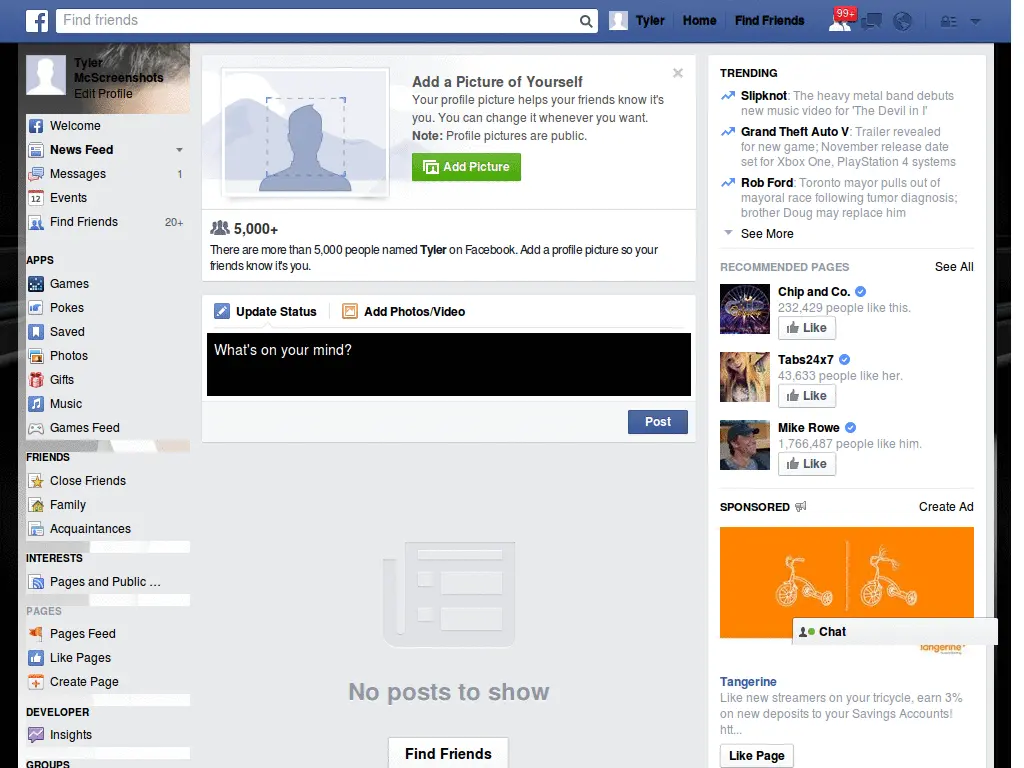 Find friends
Tyler
Home
Find Friends
99+
Tyler
McScreenshots
Edit Profile
Welcome
News Feed
Messages 1
12 Events
Find Friends 20+
APPS
Games
Pokes
Saved
Photos
Gifts
Music
Games Feed
FRIENDS
Close Friends
Family
Acquaintances
INTERESTS
Pages and Public ...
PAGES
Pages Feed
Like Pages
Create Page
DEVELOPER
Insights
GROUPS
Add a Picture of Yourself
Your profile picture helps your friends know it's
you. You can change it whenever you want.
Note: Profile pictures are public.
Add Picture
5,000+
There are more than 5,000 people named Tyler on Facebook. Add a profile picture so your
friends know it's you.
Update Status
Add Photos/Video
What's on your mind?
Post
No posts to show
Find Friends
TRENDING
Slipknot: The heavy metal band debuts
new music video for 'The Devil in I'
Grand Theft Auto V: Trailer revealed
for new game; November release date
set for Xbox One, PlayStation 4 systems
Rob Ford: Toronto mayor pulls out of
mayoral race following tumor diagnosis;
brother Doug may replace him
See More
RECOMMENDED PAGES See All
Chip and Co.
232,429 people like this.
Like
Tabs24x7
43,633 people like her.
Like
Mike Rowe
1,766,487 people like him.
Like
SPONSORED Create Ad
Chat
Tangerine
Tangerine
Like new streamers on your tricycle, earn 3%
on new deposits to your Savings Accounts!
htt...
Like Page